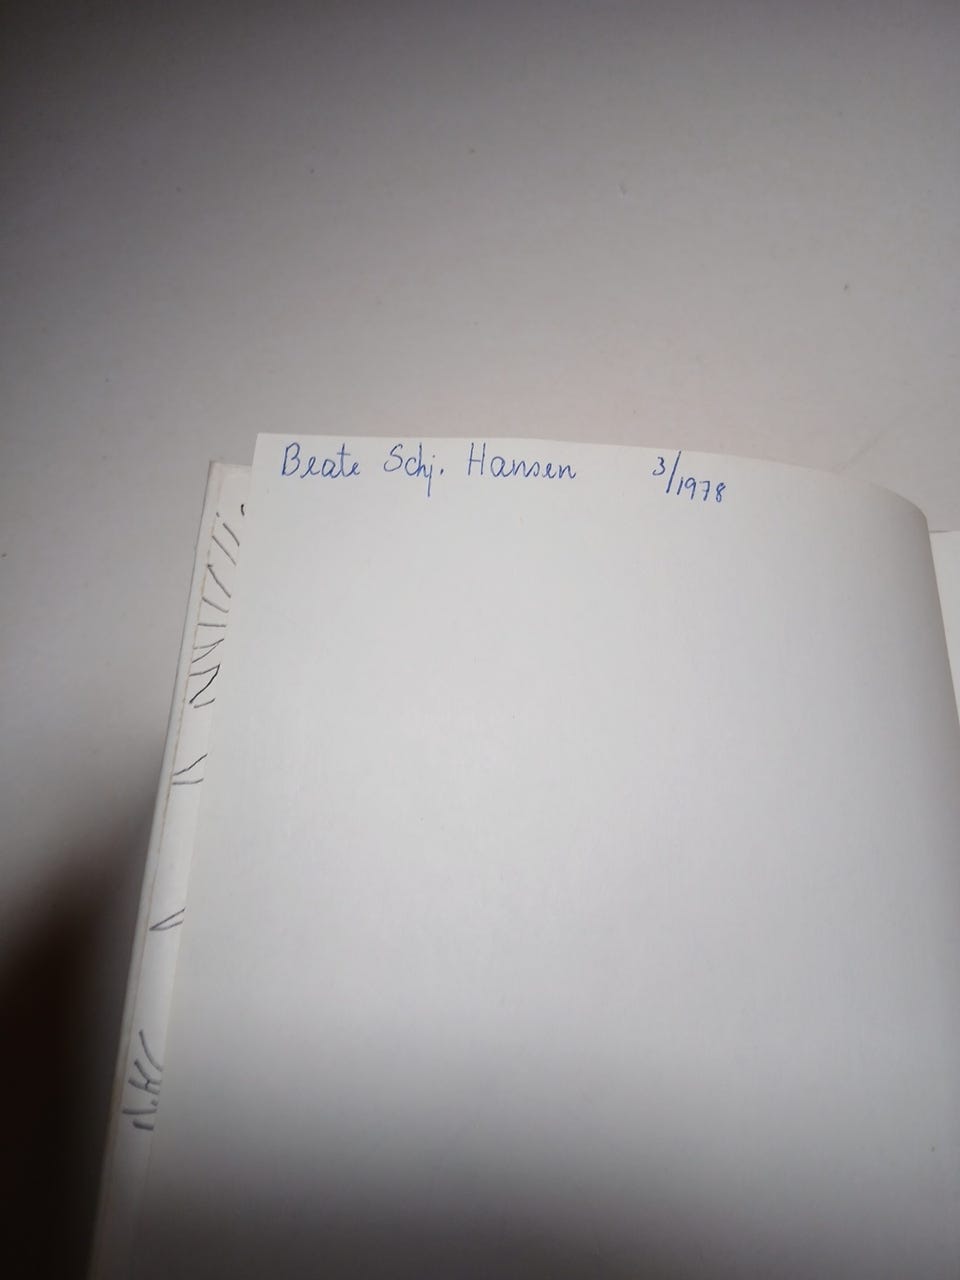 Beate Schj. Hansen 3/1978